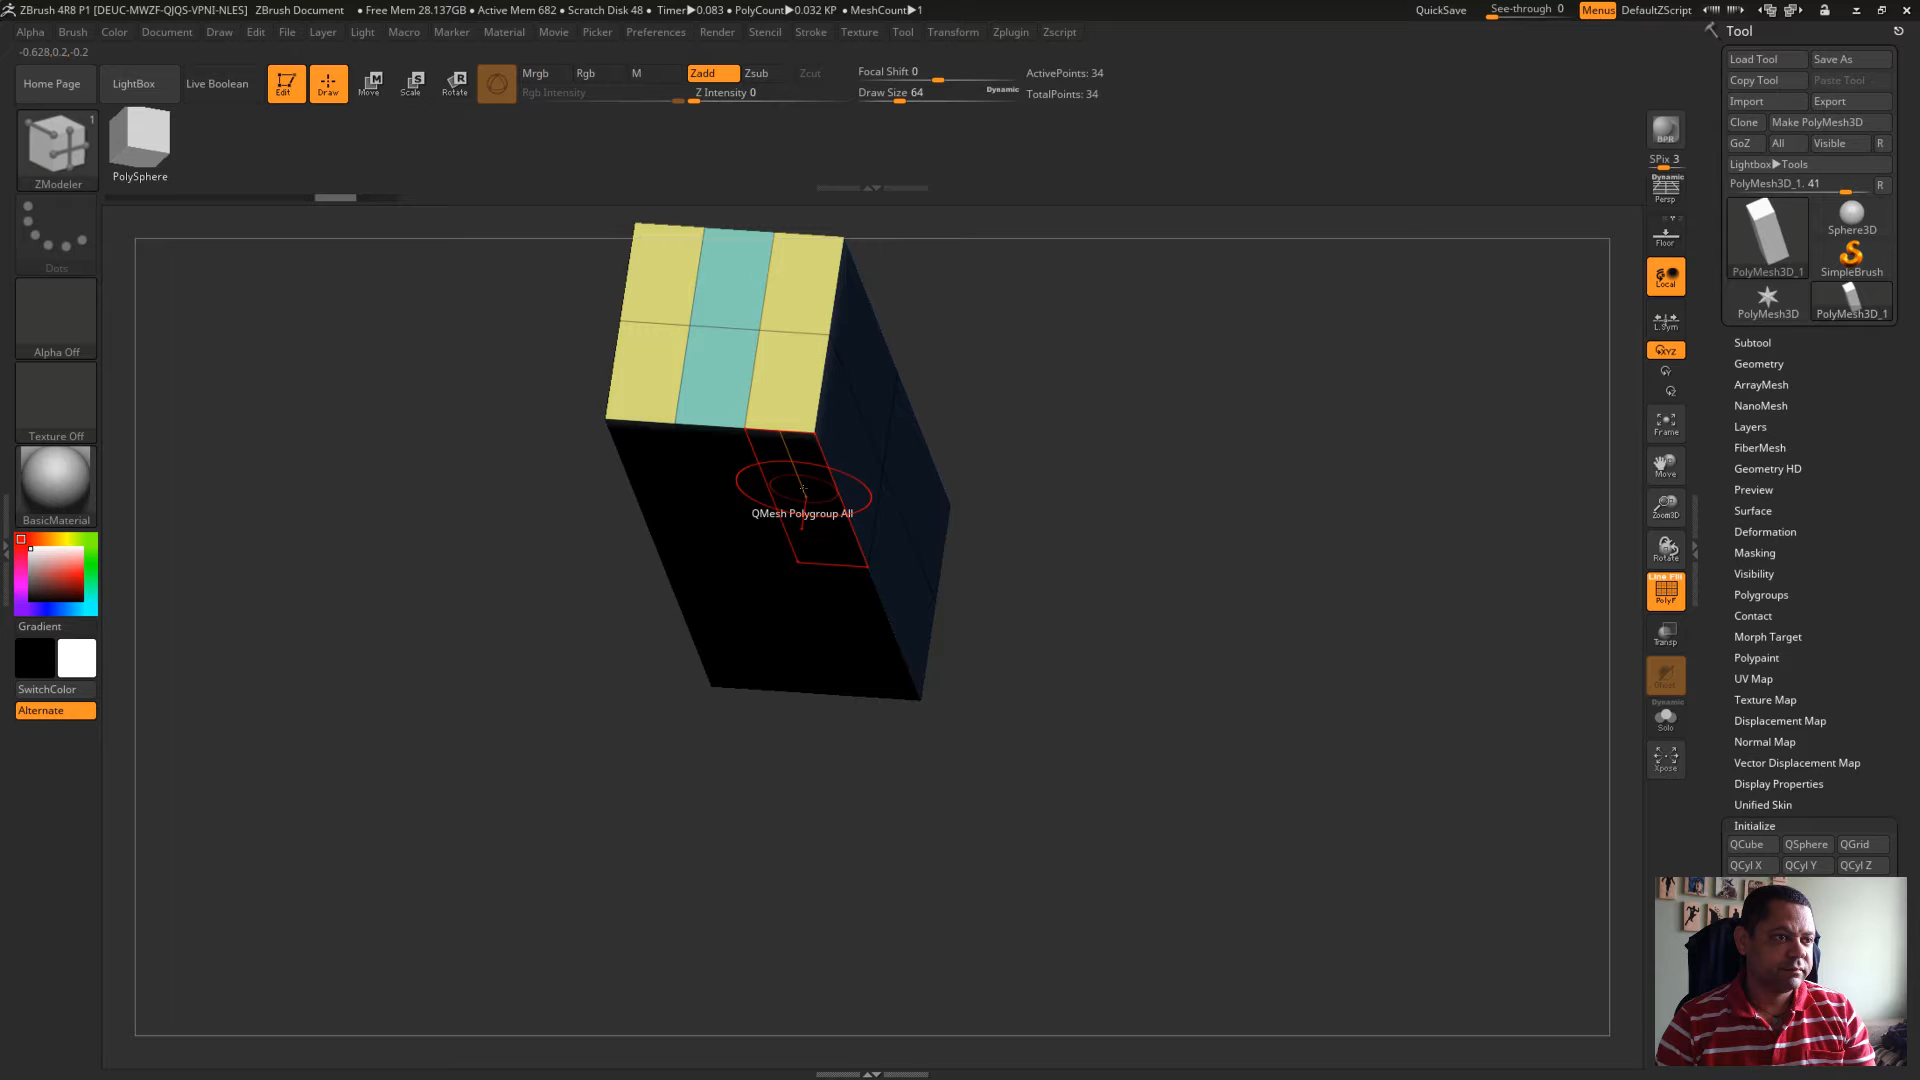 ZBrush 4R8 P1 [DEUC-MWZF-QJQS-VPNI-NLES] ZBrush Document • Free Mem 28.137GB • Active Mem 682 • Scratch Disk 48 • Timer▶0.083 • PolyCount▶0.032 KP • MeshCount▶1 QuickSave See-through 0 Menus DefaultZScript
Alpha Brush Color Document Draw Edit File Layer Light Macro Marker Material Movie Picker Preferences Render Stencil Stroke Texture Tool Transform Zplugin Zscript
-0.628,0.2,-0.2
Home Page LightBox Live Boolean Edit Draw Move Scale Rotate
Mrgb Rgb M Zadd Zsub Zcut
Rgb Intensity Z Intensity 0
Focal Shift 0
Draw Size 64 Dynamic
ActivePoints: 34
TotalPoints: 34
1
ZModeler
PolySphere
Dots
Alpha Off
Texture Off
BasicMaterial
Gradient
SwitchColor
Alternate
QMesh Polygroup All
BPR
SPix 3
Dynamic
Persp
Floor
Local
L.Sym
XYZ
Frame
Move
Zoom3D
Rotate
Line Fill
PolyF
Transp
Ghost
Dynamic
Solo
Xpose
Tool
Load Tool Save As
Copy Tool Paste Tool
Import Export
Clone Make PolyMesh3D
GoZ All Visible R
Lightbox▶Tools
PolyMesh3D_1. 41 R
Sphere3D
PolyMesh3D_1 SimpleBrush
PolyMesh3D PolyMesh3D_1
Subtool
Geometry
ArrayMesh
NanoMesh
Layers
FiberMesh
Geometry HD
Preview
Surface
Deformation
Masking
Visibility
Polygroups
Contact
Morph Target
Polypaint
UV Map
Texture Map
Displacement Map
Normal Map
Vector Displacement Map
Display Properties
Unified Skin
Initialize
QCube QSphere QGrid
QCyl X QCyl Y QCyl Z